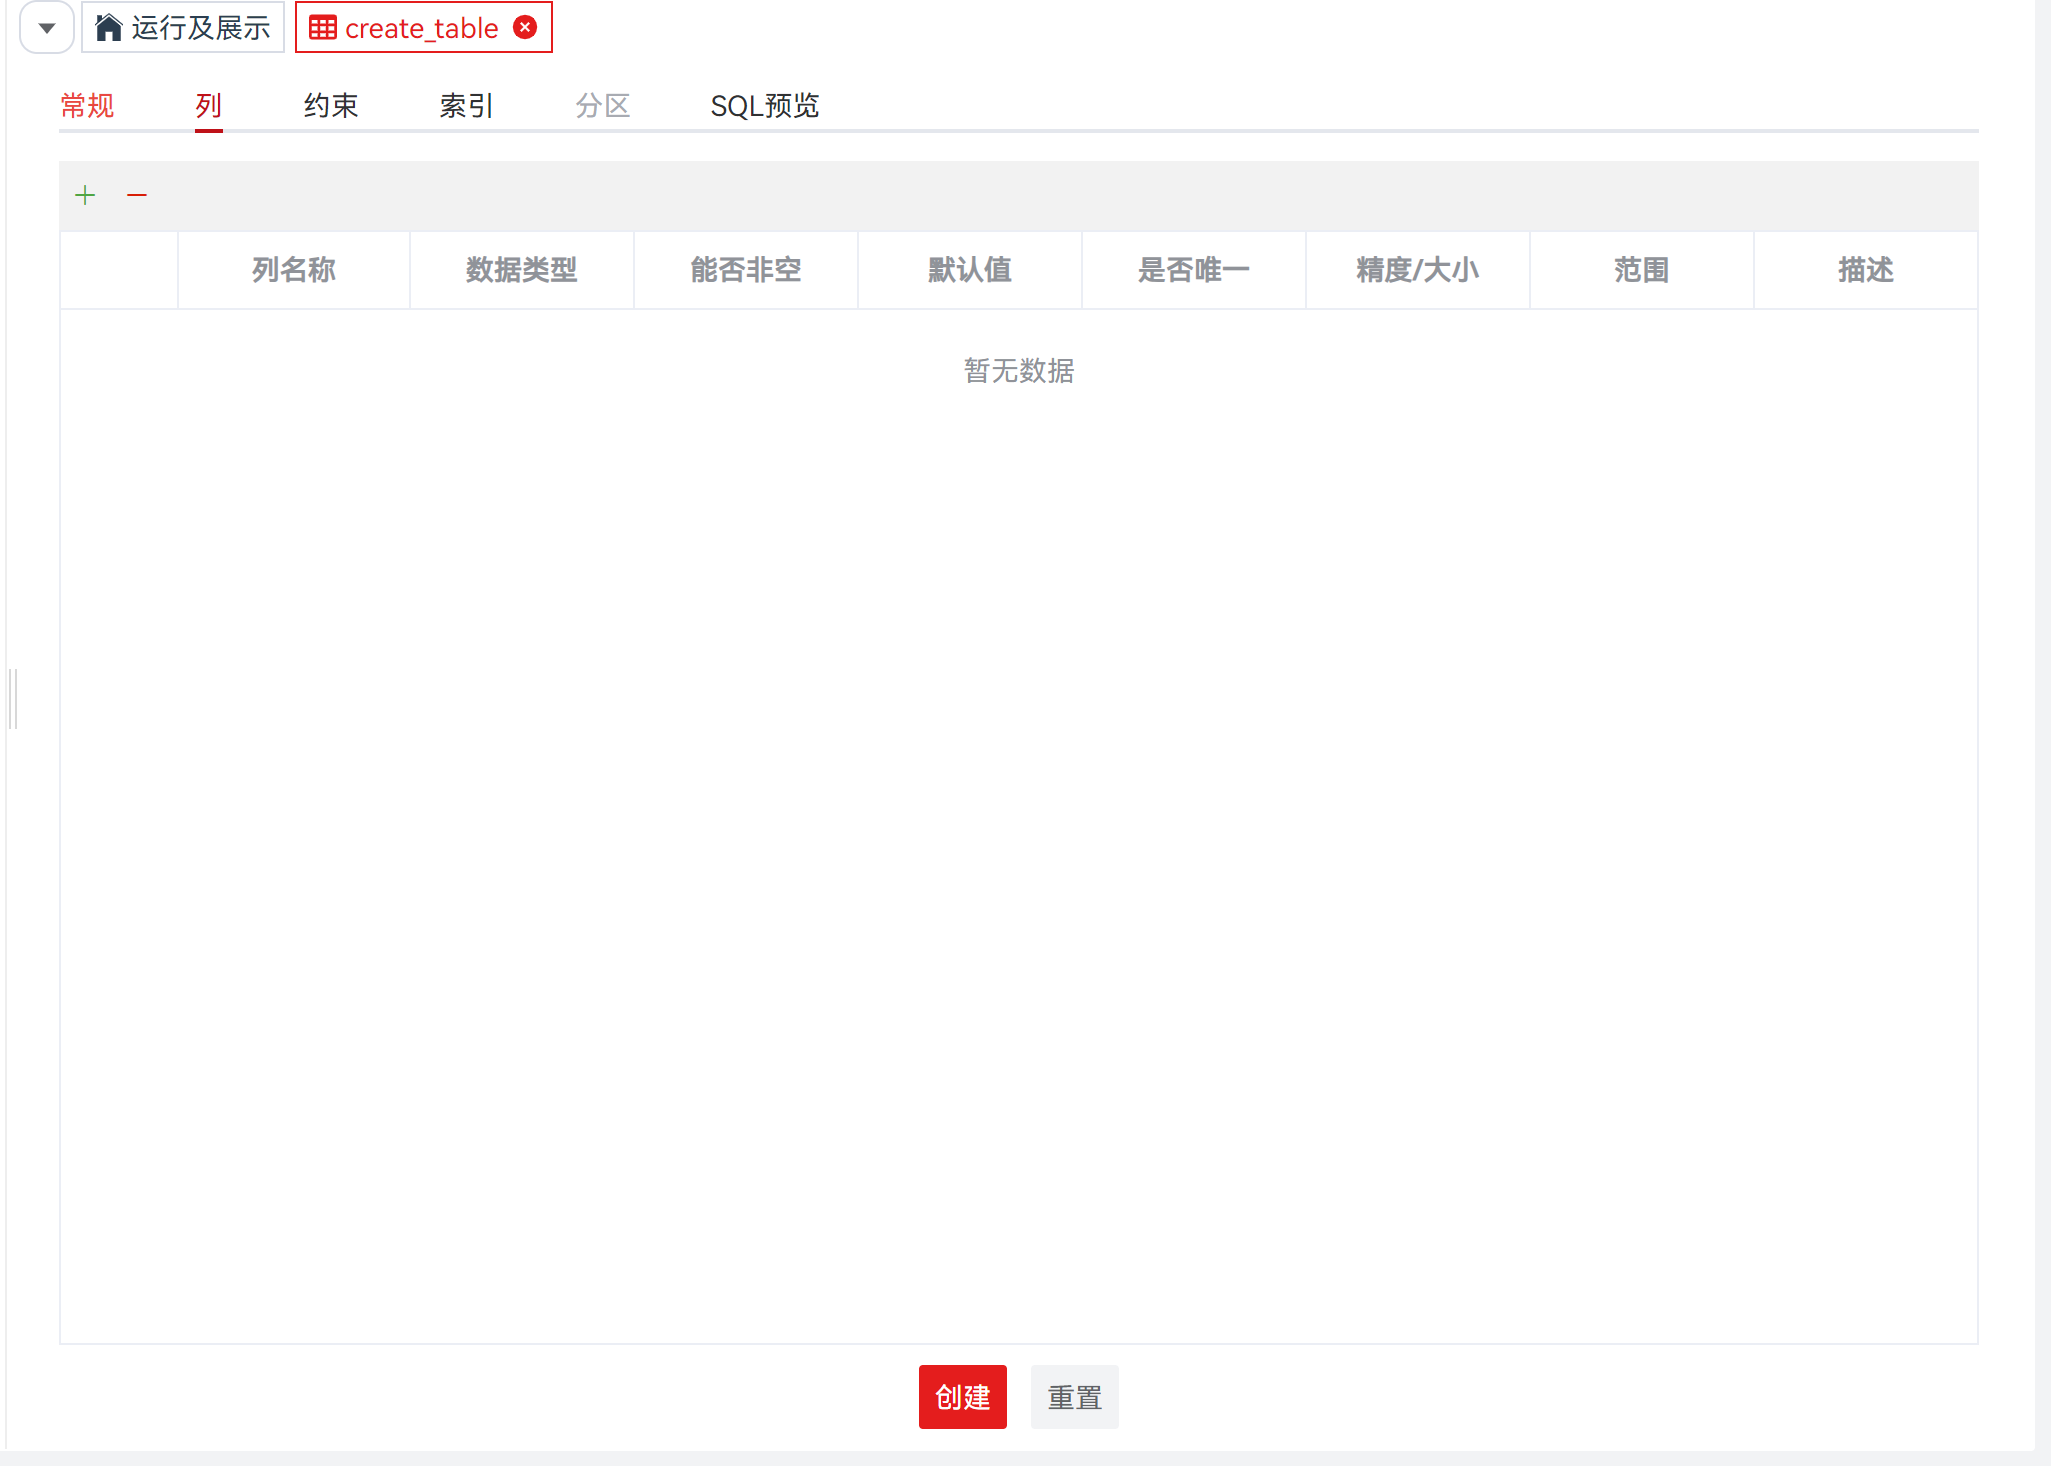 运行及展示 create_table
常规 列 约束 索引 分区 SQL预览
列名称 数据类型 能否非空 默认值 是否唯一 精度/大小 范围 描述
暂无数据
创建 重置